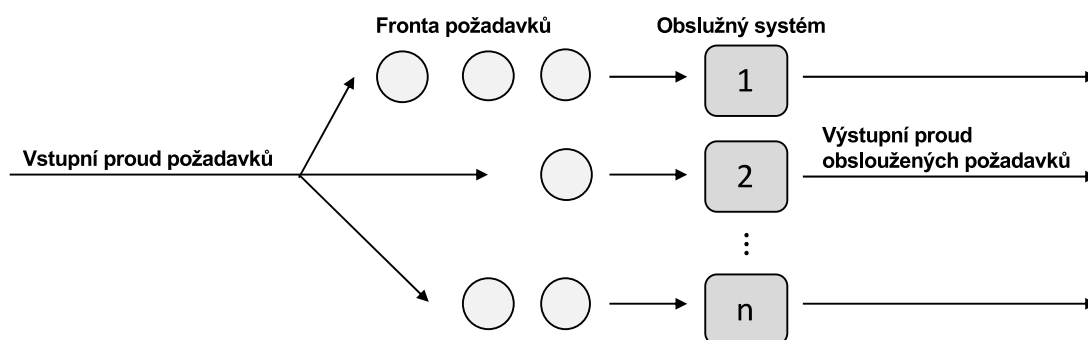 Fronta požadavků
Obslužný systém
1
Vstupní proud požadavků
Výstupní proud
obsloužených požadavků
2
⋮
n